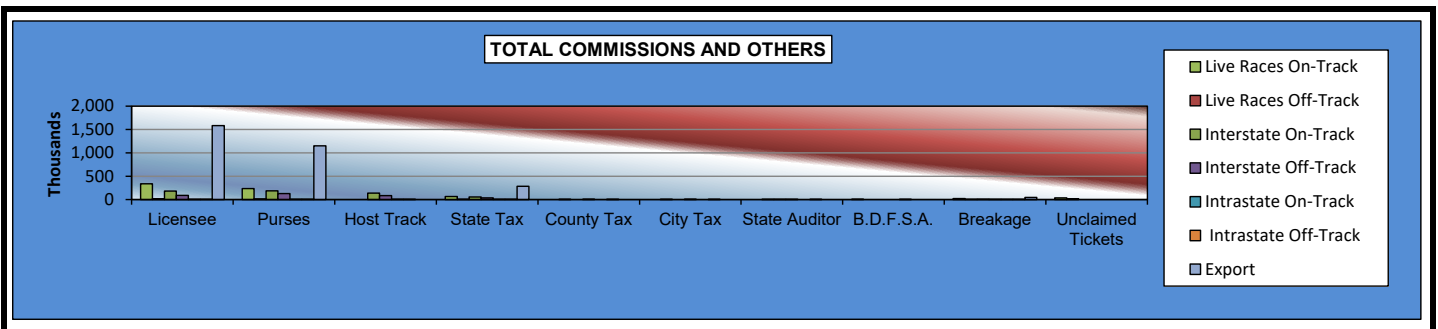 TOTAL COMMISSIONS AND OTHERS
Thousands
2,000
1,500
1,000
500
0
Licensee Purses Host Track State Tax County Tax City Tax State Auditor B.D.F.S.A. Breakage Unclaimed
Tickets
Live Races On-Track
Live Races Off-Track
Interstate On-Track
Interstate Off-Track
Intrastate On-Track
Intrastate Off-Track
Export